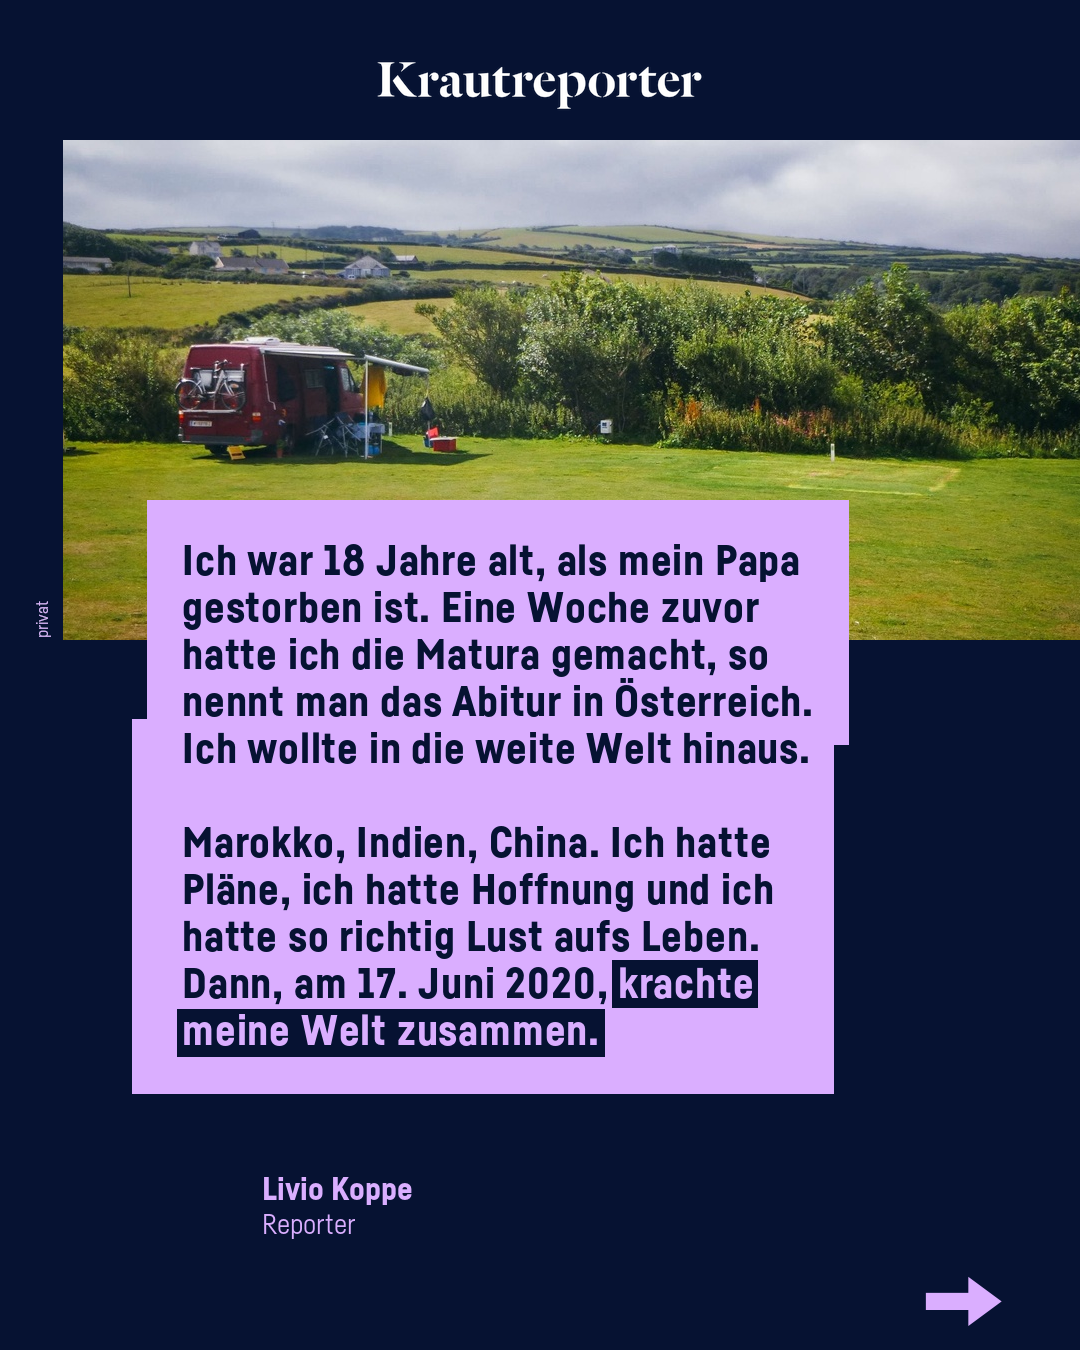 Krautreporter
privat
Ich war 18 Jahre alt, als mein Papa
gestorben ist. Eine Woche zuvor
hatte ich die Matura gemacht, so
nennt man das Abitur in Österreich.
Ich wollte in die weite Welt hinaus.
Marokko, Indien, China. Ich hatte
Pläne, ich hatte Hoffnung und ich
hatte so richtig Lust aufs Leben.
Dann, am 17. Juni 2020, krachte
meine Welt zusammen.
Livio Koppe
Reporter